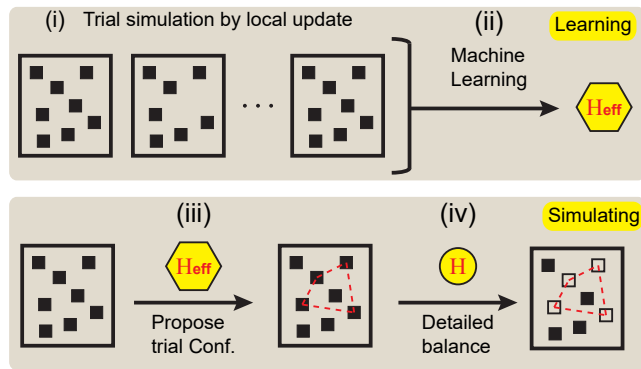 (i) Trial simulation by local update
(ii)
Learning
Machine
Learning
. . .
Heff
(iii)
(iv)
Simulating
Heff
H
Propose
trial Conf.
Detailed
balance